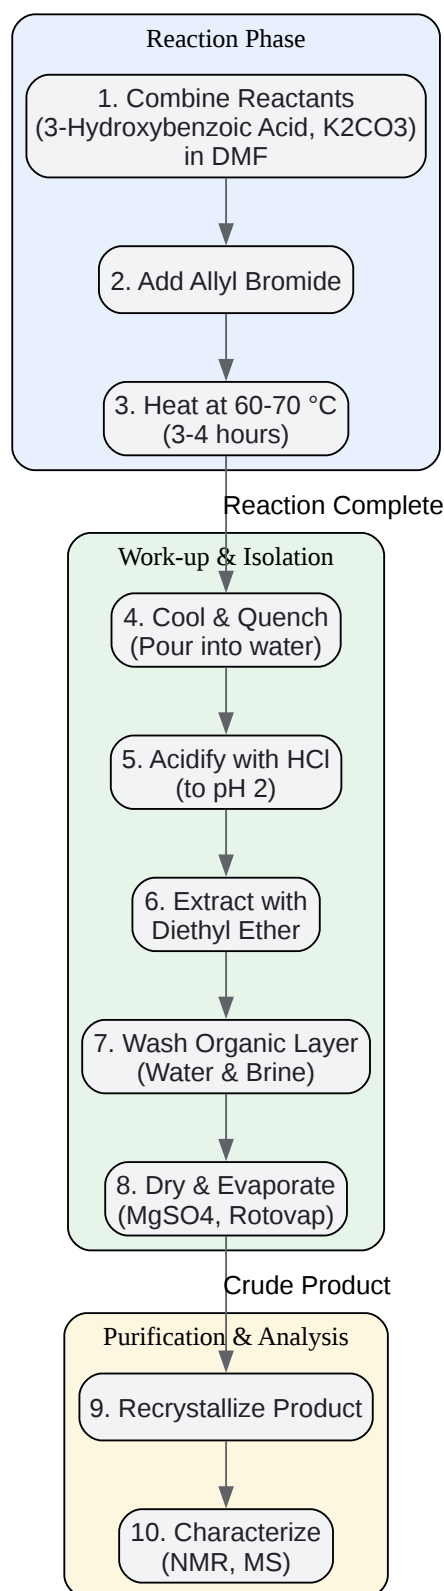 Reaction Phase
1. Combine Reactants
(3-Hydroxybenzoic Acid, K2CO3)
in DMF
2. Add Allyl Bromide
3. Heat at 60-70 °C
(3-4 hours)
Reaction Complete
Work-up & Isolation
4. Cool & Quench
(Pour into water)
5. Acidify with HCl
(to pH 2)
6. Extract with
Diethyl Ether
7. Wash Organic Layer
(Water & Brine)
8. Dry & Evaporate
(MgSO4, Rotovap)
Crude Product
Purification & Analysis
9. Recrystallize Product
10. Characterize
(NMR, MS)